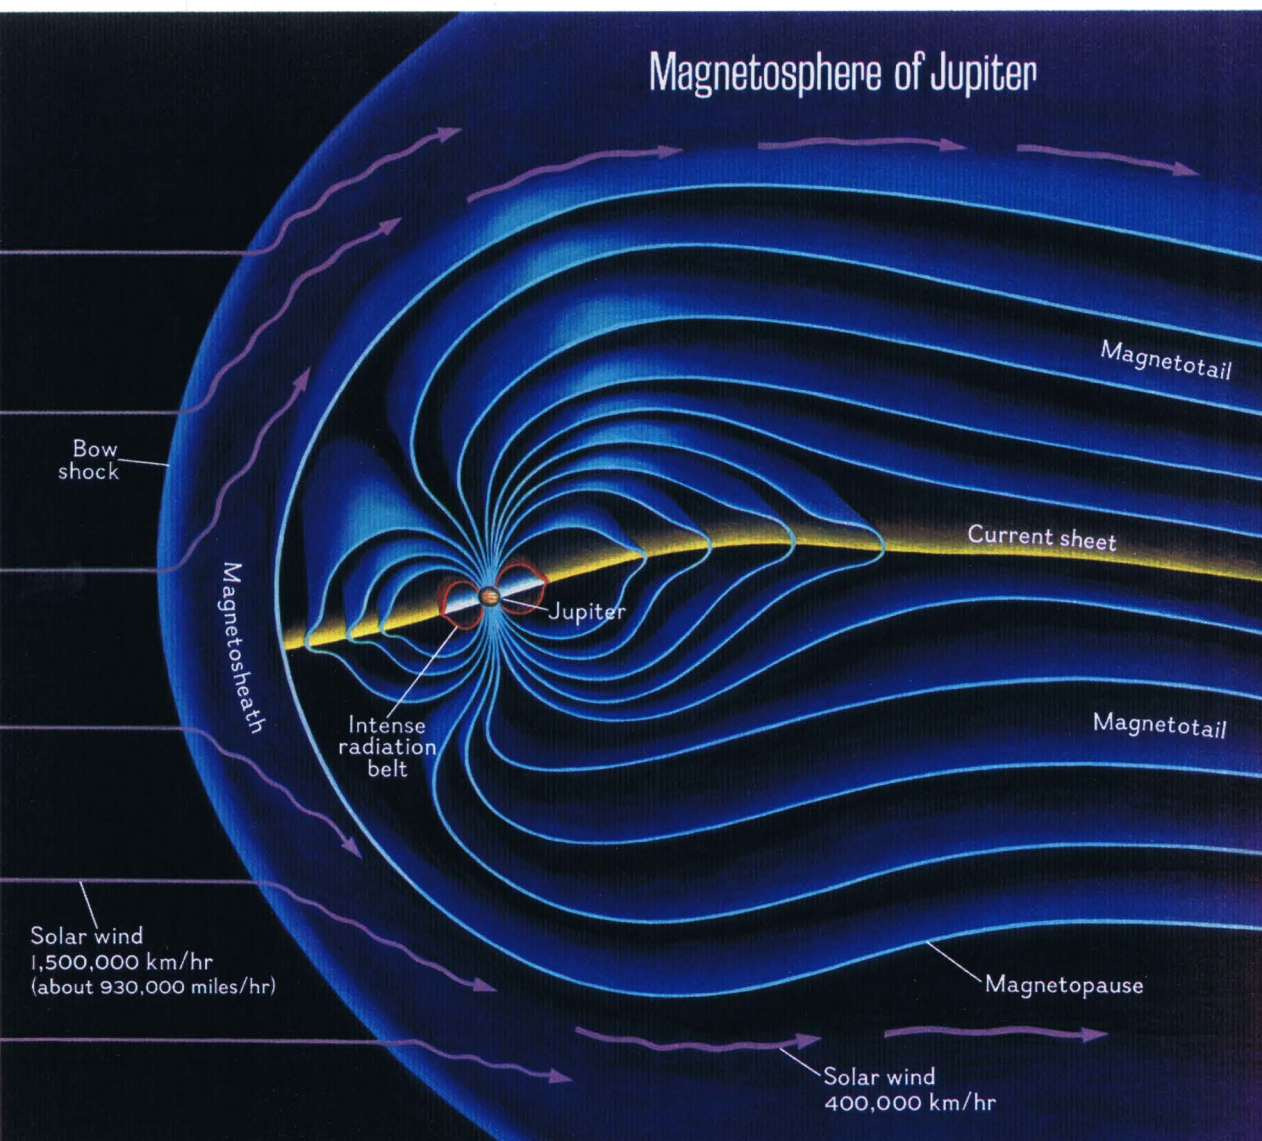 Magnetosphere of Jupiter
Magnetotail
Bow
shock
Current sheet
Magnetosheath
Jupiter
Intense
radiation
belt
Magnetotail
Solar wind
1,500,000 km/hr
(about 930,000 miles/hr)
Magnetopause
Solar wind
400,000 km/hr